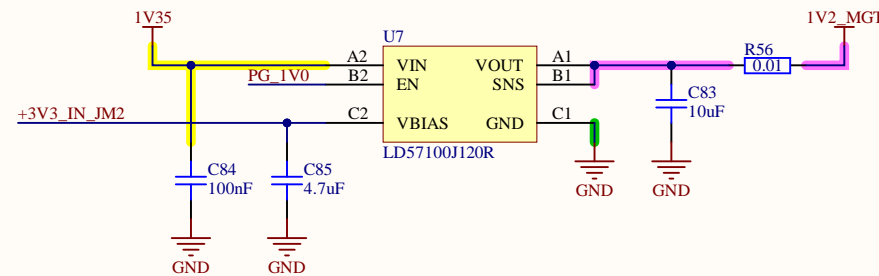 1V35
1V2_MGT
U7
A2 VIN VOUT A1
R56
0.01
PG_1V0 B2 EN SNS B1
C83
10uF
+3V3_IN_JM2 C2 VBIAS GND C1
LD57100J120R
C84
100nF
C85
4.7uF
GND
GND
GND
GND